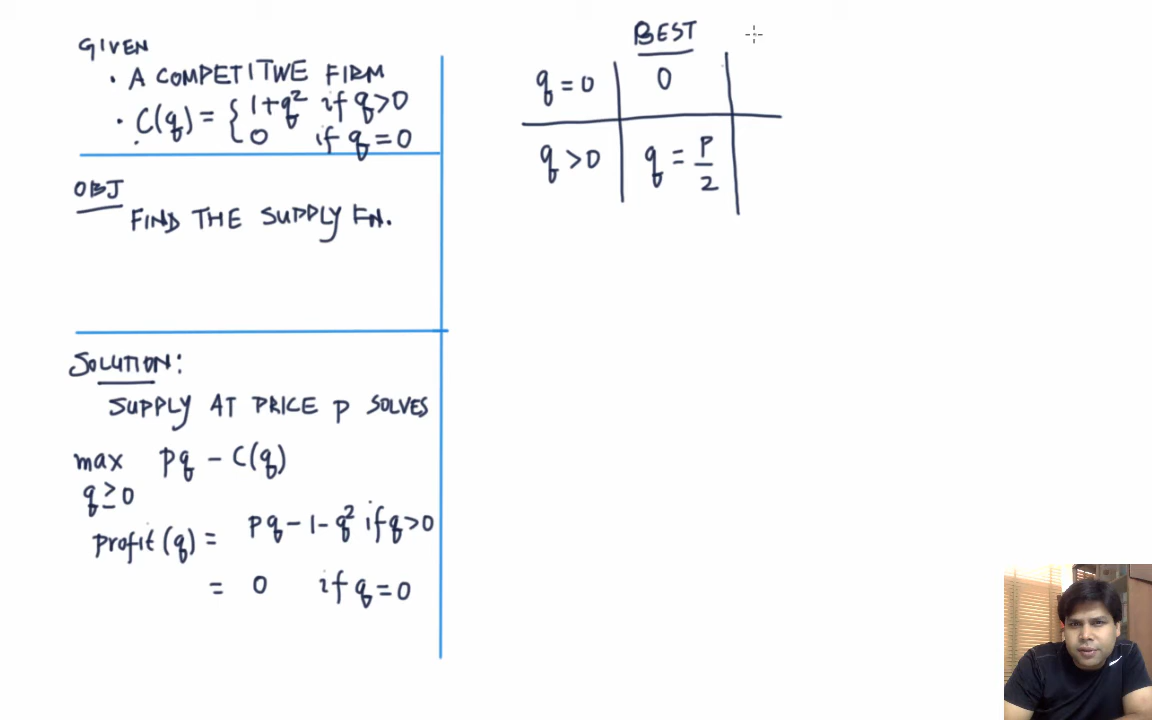 GIVEN
· A COMPETITIVE FIRM
· C(q) = { 1+q² if q>0
0 if q=0
OBJ
FIND THE SUPPLY FN.
SOLUTION:
SUPPLY AT PRICE p SOLVES
max pq - C(q)
q≥0
profit(q) = pq - 1 - q² if q>0
= 0 if q=0
BEST
q=0 0
q>0 q = P/2